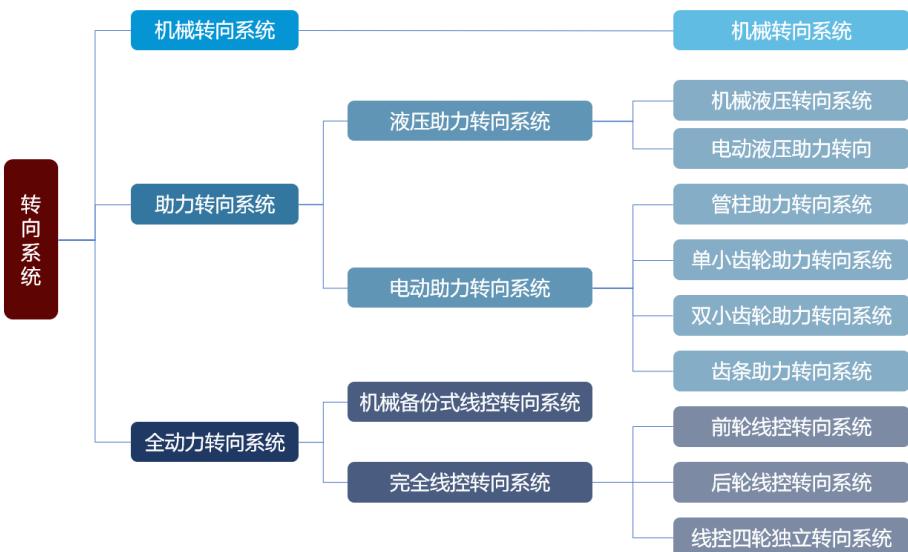 转向系统
机械转向系统
机械转向系统
助力转向系统
液压助力转向系统
机械液压转向系统
电动液压助力转向
电动助力转向系统
管柱助力转向系统
单小齿轮助力转向系统
双小齿轮助力转向系统
齿条助力转向系统
全动力转向系统
机械备份式线控转向系统
完全线控转向系统
前轮线控转向系统
后轮线控转向系统
线控四轮独立转向系统